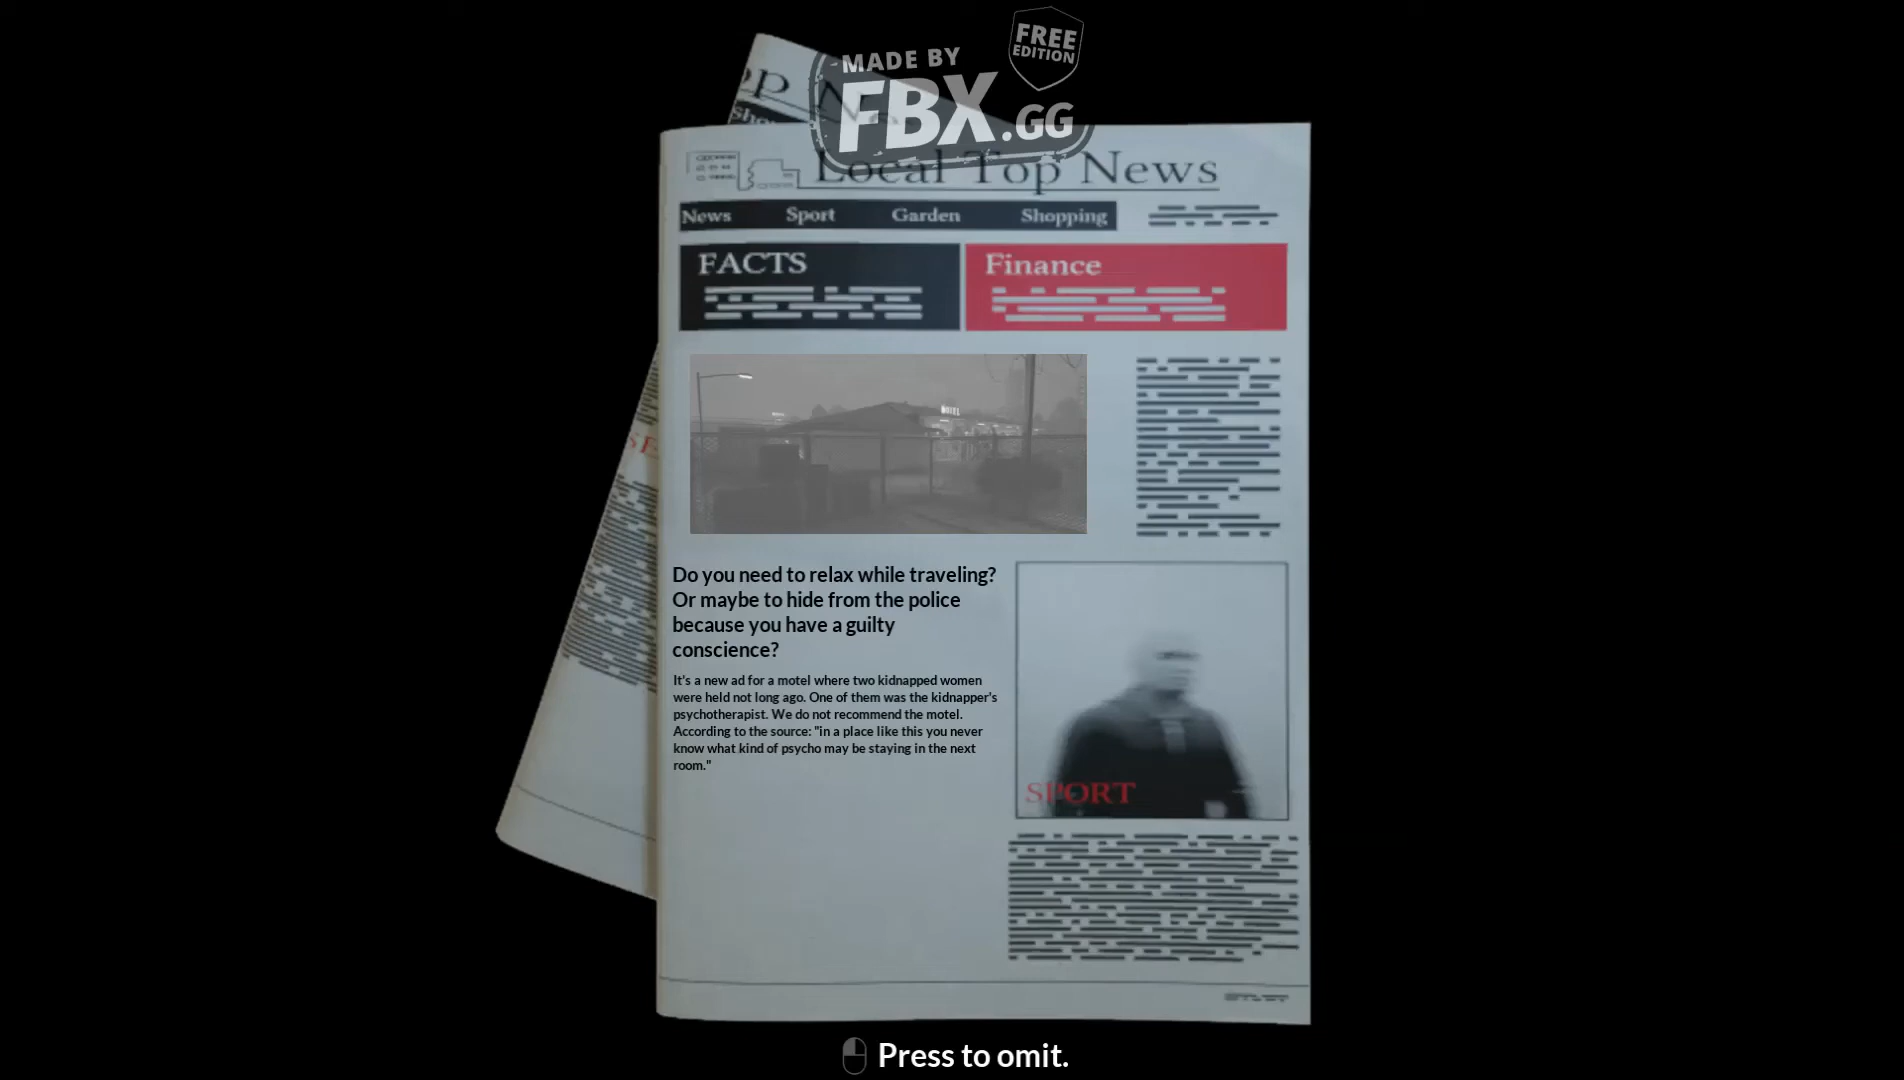 MADE BY
FBX.GG
FREE
EDITION
Local Top News
News Sport Garden Shopping
FACTS
Finance
MOTEL
Do you need to relax while traveling?
Or maybe to hide from the police
because you have a guilty
conscience?
It's a new ad for a motel where two kidnapped women
were held not long ago. One of them was the kidnapper's
psychotherapist. We do not recommend the motel.
According to the source: "in a place like this you never
know what kind of psycho may be staying in the next
room."
SPORT
Press to omit.